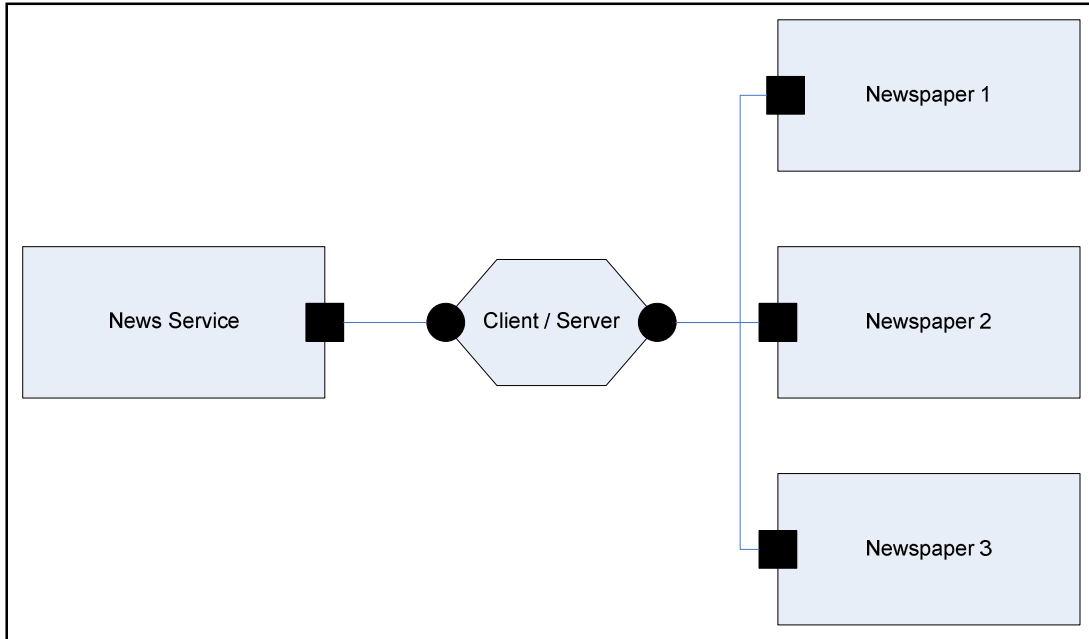 Newspaper 1
News Service
Client / Server
Newspaper 2
Newspaper 3